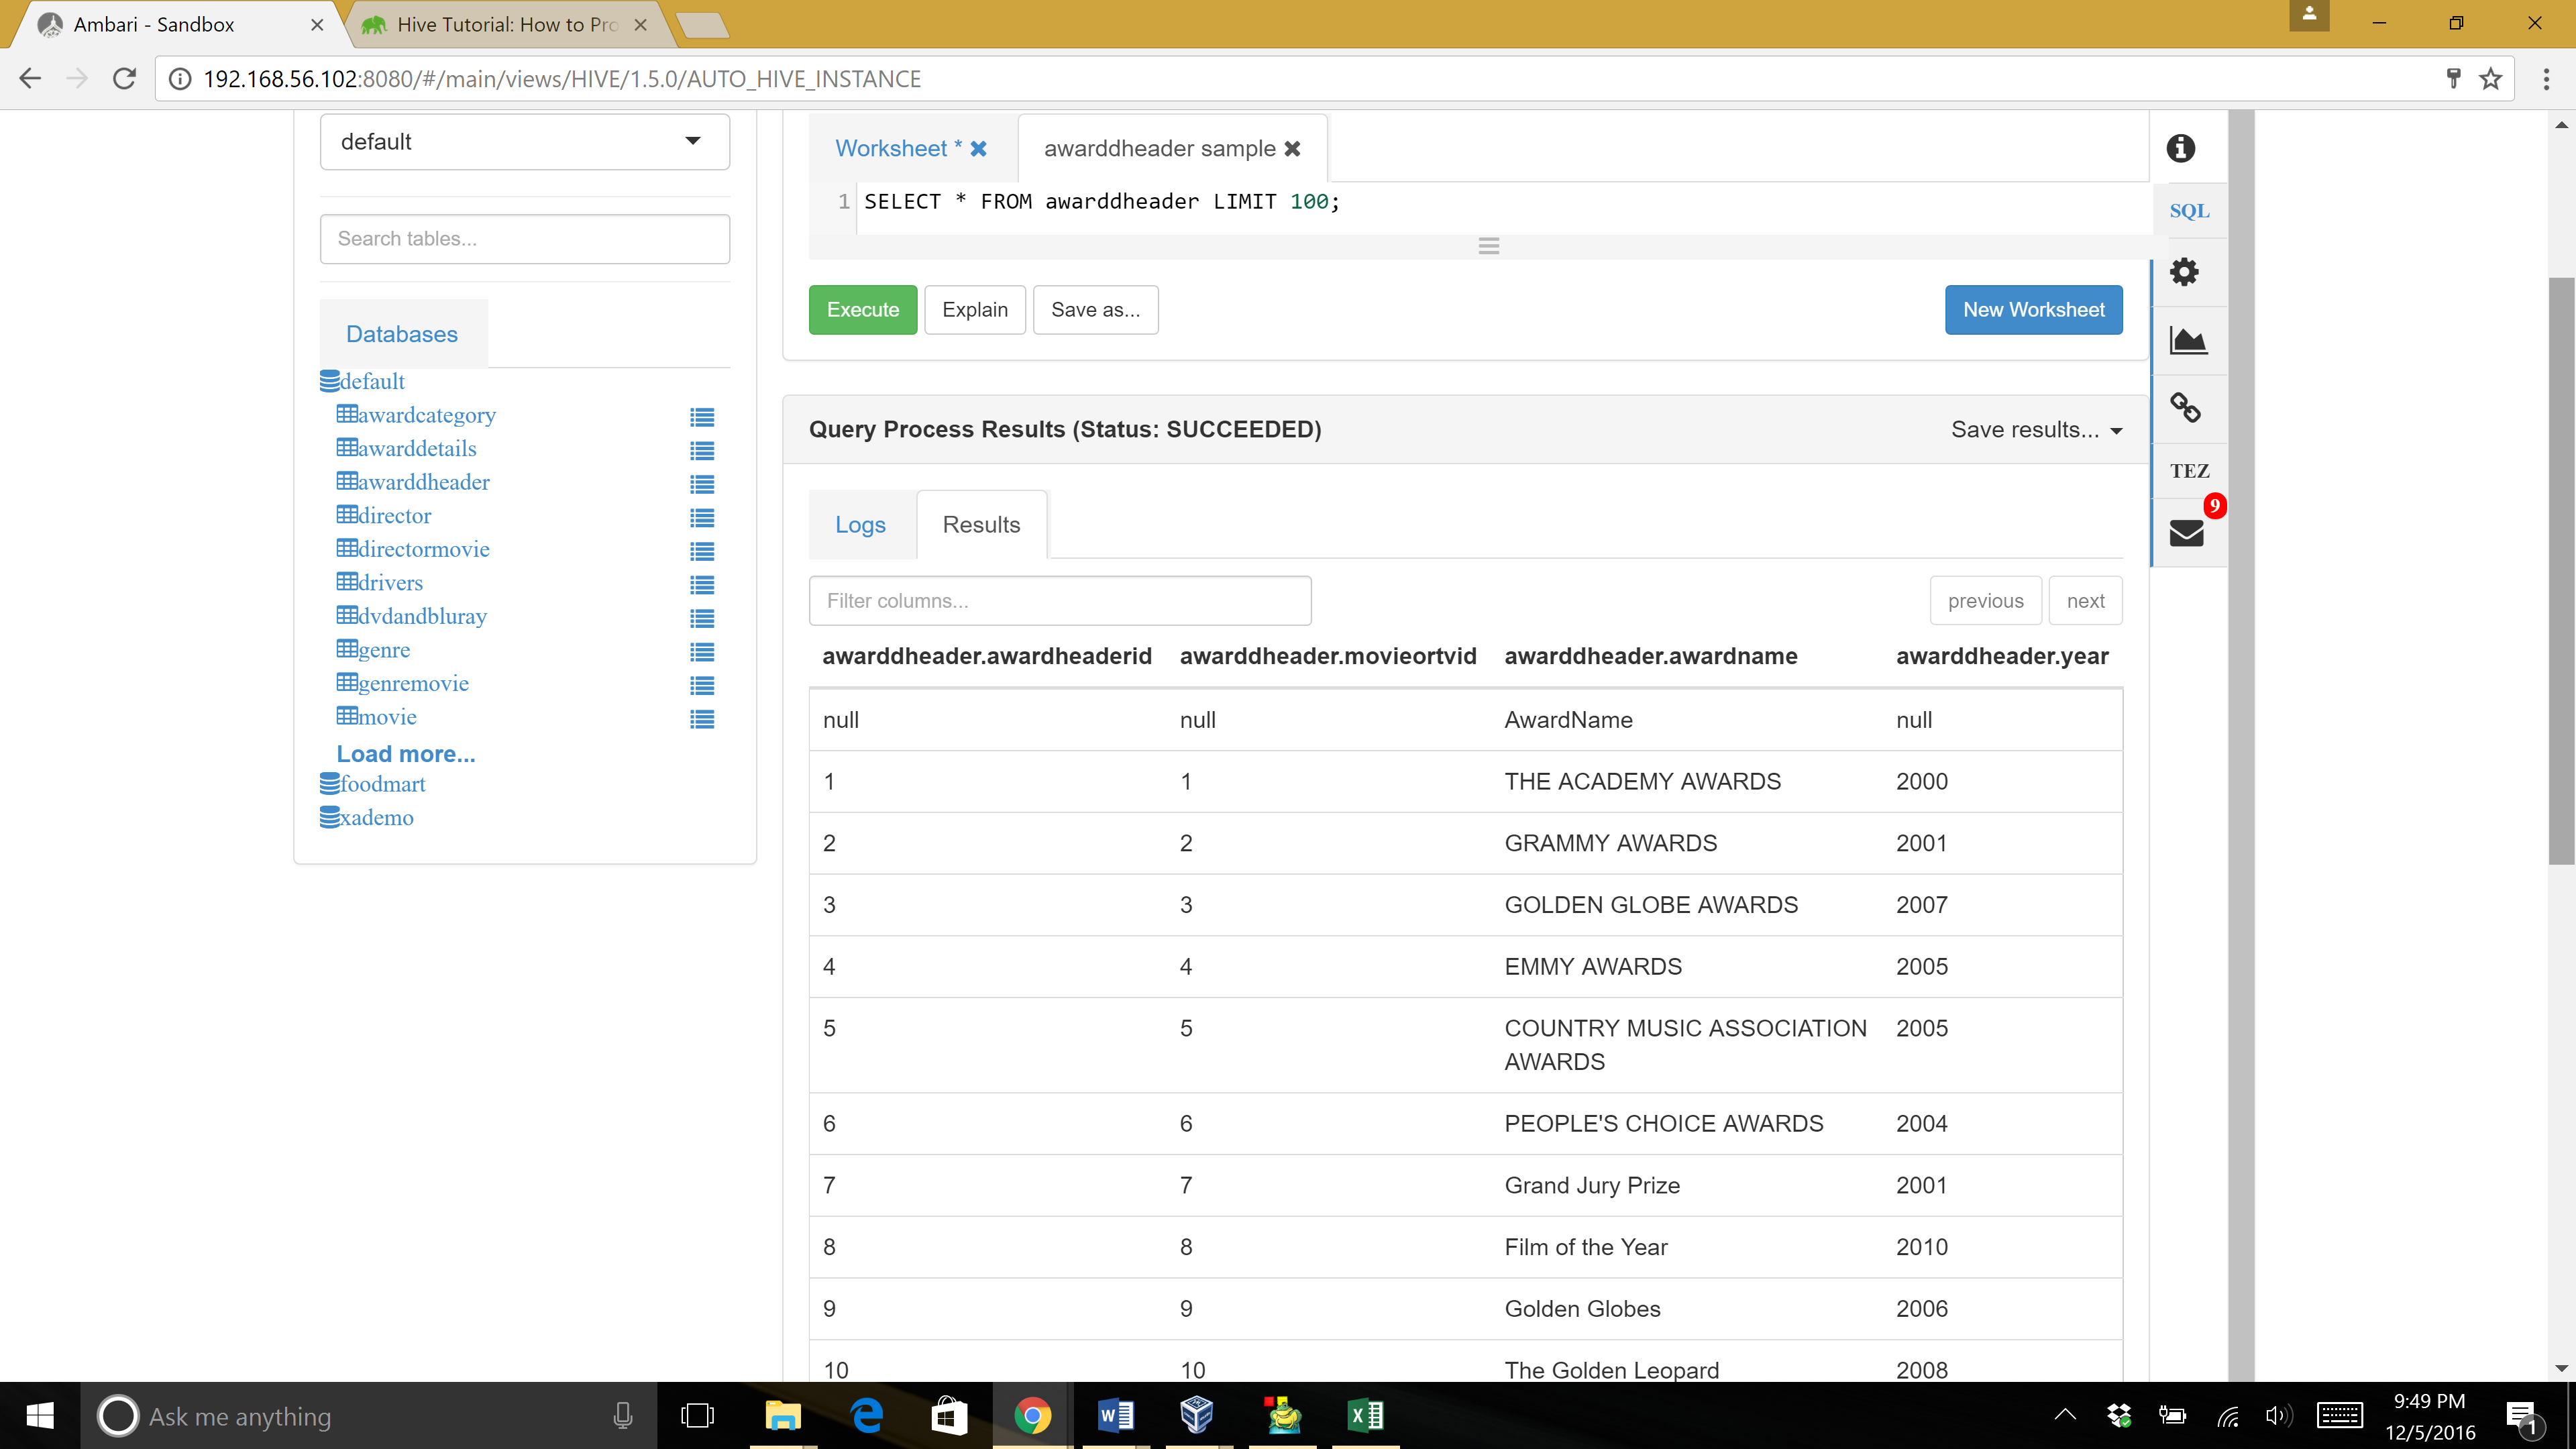 Ambari - Sandbox
Hive Tutorial: How to Pro
192.168.56.102:8080/#/main/views/HIVE/1.5.0/AUTO_HIVE_INSTANCE
default
Search tables...
Databases
default
awardcategory
awarddetails
awarddheader
director
directormovie
drivers
dvdandbluray
genre
genremovie
movie
Load more...
foodmart
xademo
Worksheet *
awarddheader sample
1 SELECT * FROM awarddheader LIMIT 100;
Execute Explain Save as... New Worksheet
SQL
TEZ
9
Query Process Results (Status: SUCCEEDED) Save results...
Logs Results
Filter columns... previous next
awarddheader.awardheaderid awarddheader.movieortvid awarddheader.awardname awarddheader.year
null null AwardName null
1 1 THE ACADEMY AWARDS 2000
2 2 GRAMMY AWARDS 2001
3 3 GOLDEN GLOBE AWARDS 2007
4 4 EMMY AWARDS 2005
5 5 COUNTRY MUSIC ASSOCIATION 2005
AWARDS
6 6 PEOPLE'S CHOICE AWARDS 2004
7 7 Grand Jury Prize 2001
8 8 Film of the Year 2010
9 9 Golden Globes 2006
10 10 The Golden Leopard 2008
Ask me anything
9:49 PM
12/5/2016
1